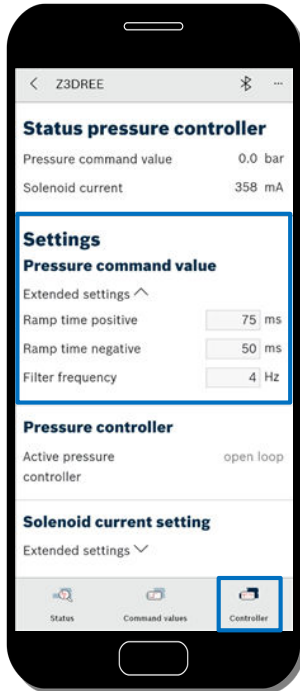 Z3DREE
Status pressure controller
Pressure command value 0.0 bar
Solenoid current 358 mA
Settings
Pressure command value
Extended settings
Ramp time positive 75 ms
Ramp time negative 50 ms
Filter frequency 4 Hz
Pressure controller
Active pressure open loop
controller
Solenoid current setting
Extended settings
Status Command values Controller